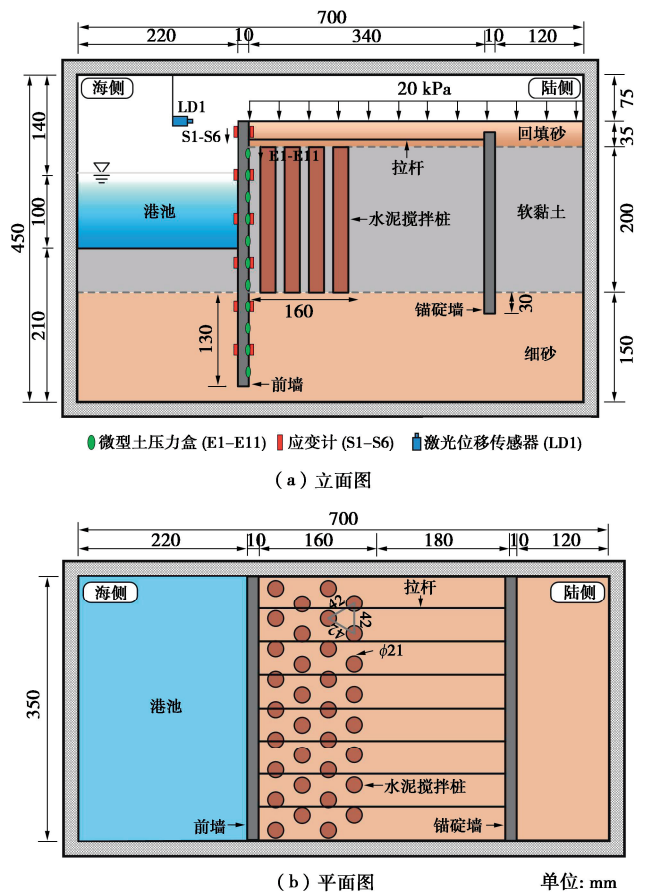 700
220 10 340 10 120
海侧 陆侧
LD1
S1-S6
20 kPa
回填砂
E1-E11
拉杆
港池
水泥搅拌桩
软黏土
160
锚碇墙
30
130
细砂
前墙
450
140
100
210
75
35
200
150
微型土压力盒 (E1-E11) 应变计 (S1-S6) 激光位移传感器 (LD1)
(a) 立面图
700
220 10 160 180 10 120
海侧 拉杆 陆侧
42
42
42
ϕ21
港池
350
水泥搅拌桩
前墙 锚碇墙
(b) 平面图 单位: mm